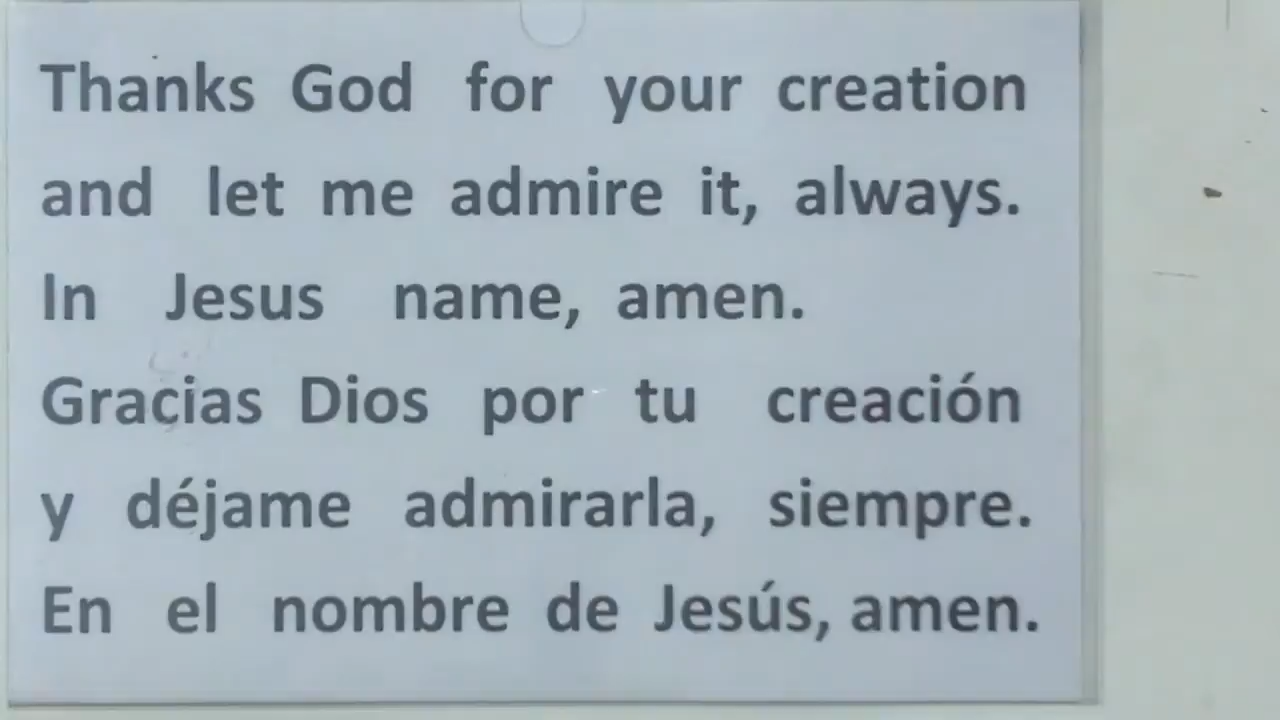 Thanks God for your creation
and let me admire it, always.
In Jesus name, amen.
Gracias Dios por tu creación
y déjame admirarla, siempre.
En el nombre de Jesús, amen.